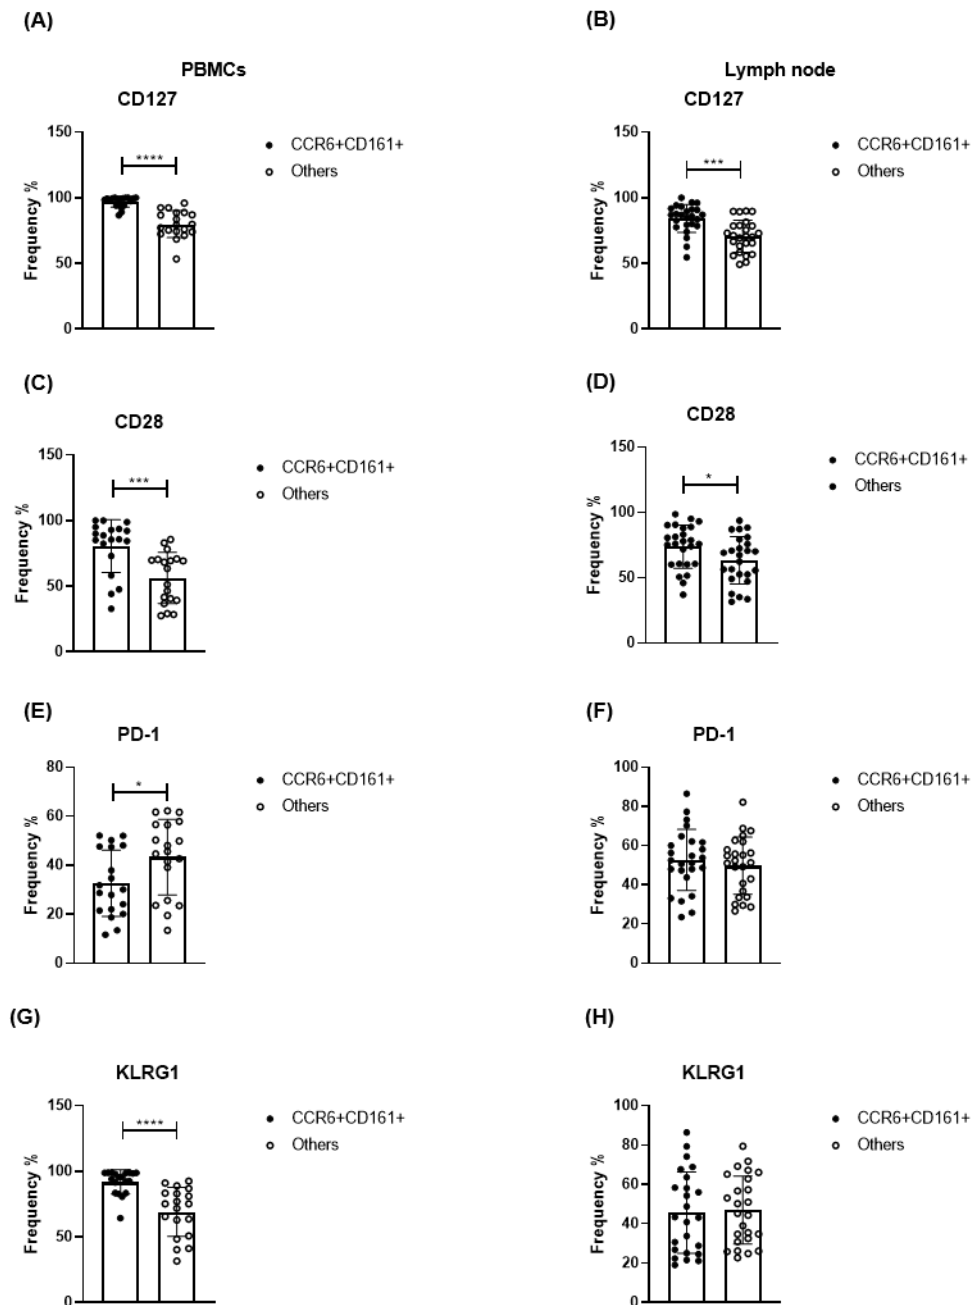 (A)
(B)
PBMCs
Lymph node
CD127
CD127
150
100
50
0
Frequency %
****
CCR6+CD161+
Others
150
100
50
0
Frequency %
***
CCR6+CD161+
Others
(C)
(D)
CD28
CD28
150
100
50
0
Frequency %
***
CCR6+CD161+
Others
150
100
50
0
Frequency %
*
CCR6+CD161+
Others
(E)
(F)
PD-1
PD-1
80
60
40
20
0
Frequency %
*
CCR6+CD161+
Others
100
80
60
40
20
0
Frequency %
CCR6+CD161+
Others
(G)
(H)
KLRG1
KLRG1
150
100
50
0
Frequency %
****
CCR6+CD161+
Others
100
80
60
40
20
0
Frequency %
CCR6+CD161+
Others